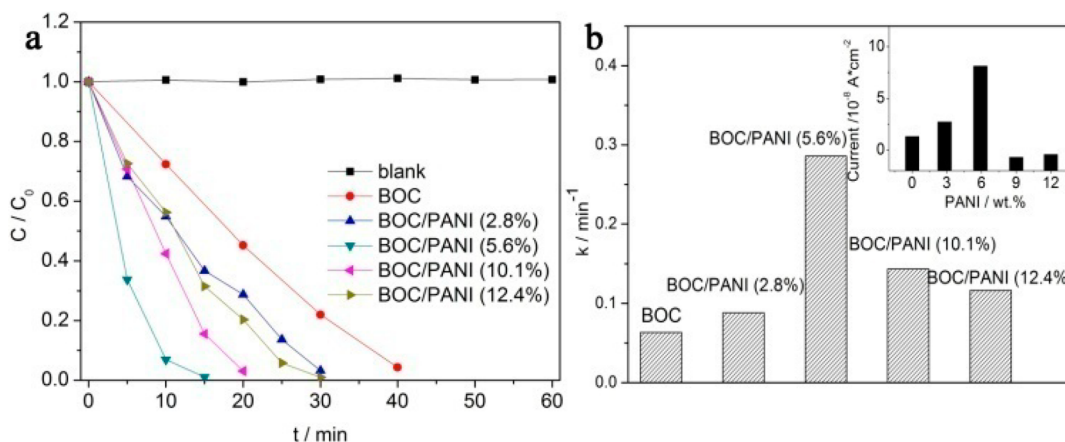 a
1.2
1.0
0.8
0.6
0.4
0.2
0.0
C / C0
0 10 20 30 40 50 60
t / min
blank
BOC
BOC/PANI (2.8%)
BOC/PANI (5.6%)
BOC/PANI (10.1%)
BOC/PANI (12.4%)
b
0.4
0.3
0.2
0.1
0.0
k / min-1
BOC
BOC/PANI (2.8%)
BOC/PANI (5.6%)
BOC/PANI (10.1%)
BOC/PANI (12.4%)
10
5
0
Current /10-8 A*cm-2
0 3 6 9 12
PANI / wt.%